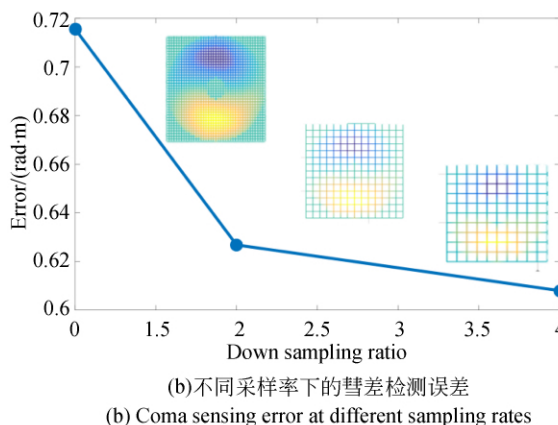 0.72
0.7
0.68
0.66
0.64
0.62
0.6
Error/(rad·m)
0 1.5 2 2.5 3 3.5 4
Down sampling ratio
(b)不同采样率下的彗差检测误差
(b) Coma sensing error at different sampling rates